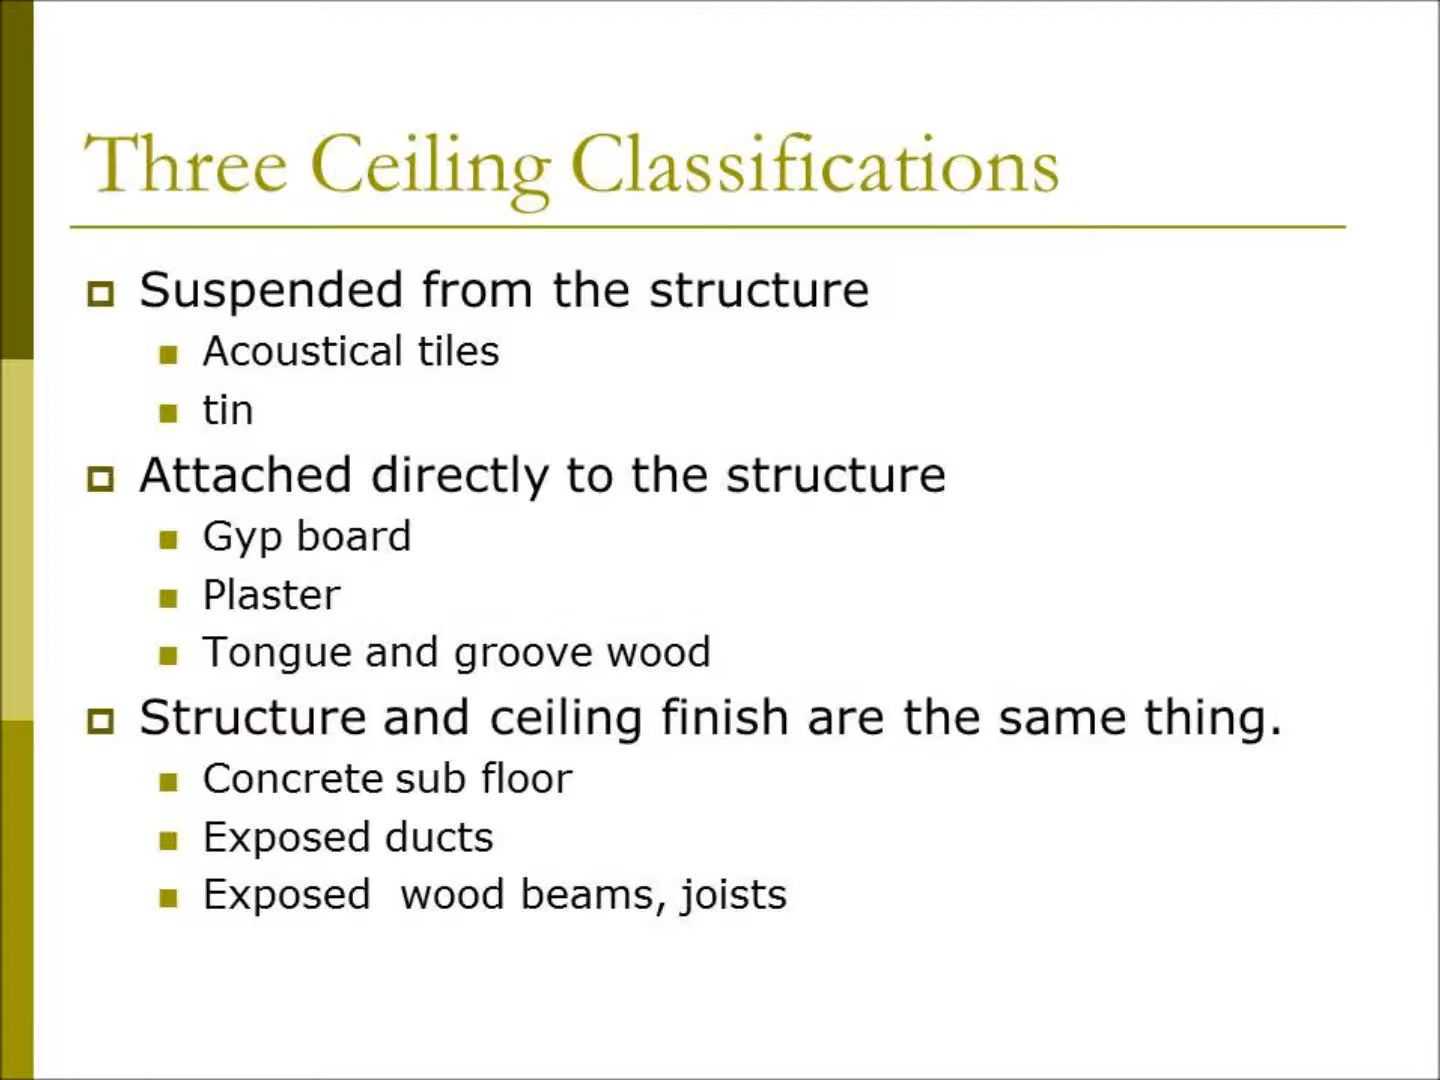 Three Ceiling Classifications
Suspended from the structure
Acoustical tiles
tin
Attached directly to the structure
Gyp board
Plaster
Tongue and groove wood
Structure and ceiling finish are the same thing.
Concrete sub floor
Exposed ducts
Exposed  wood beams, joists